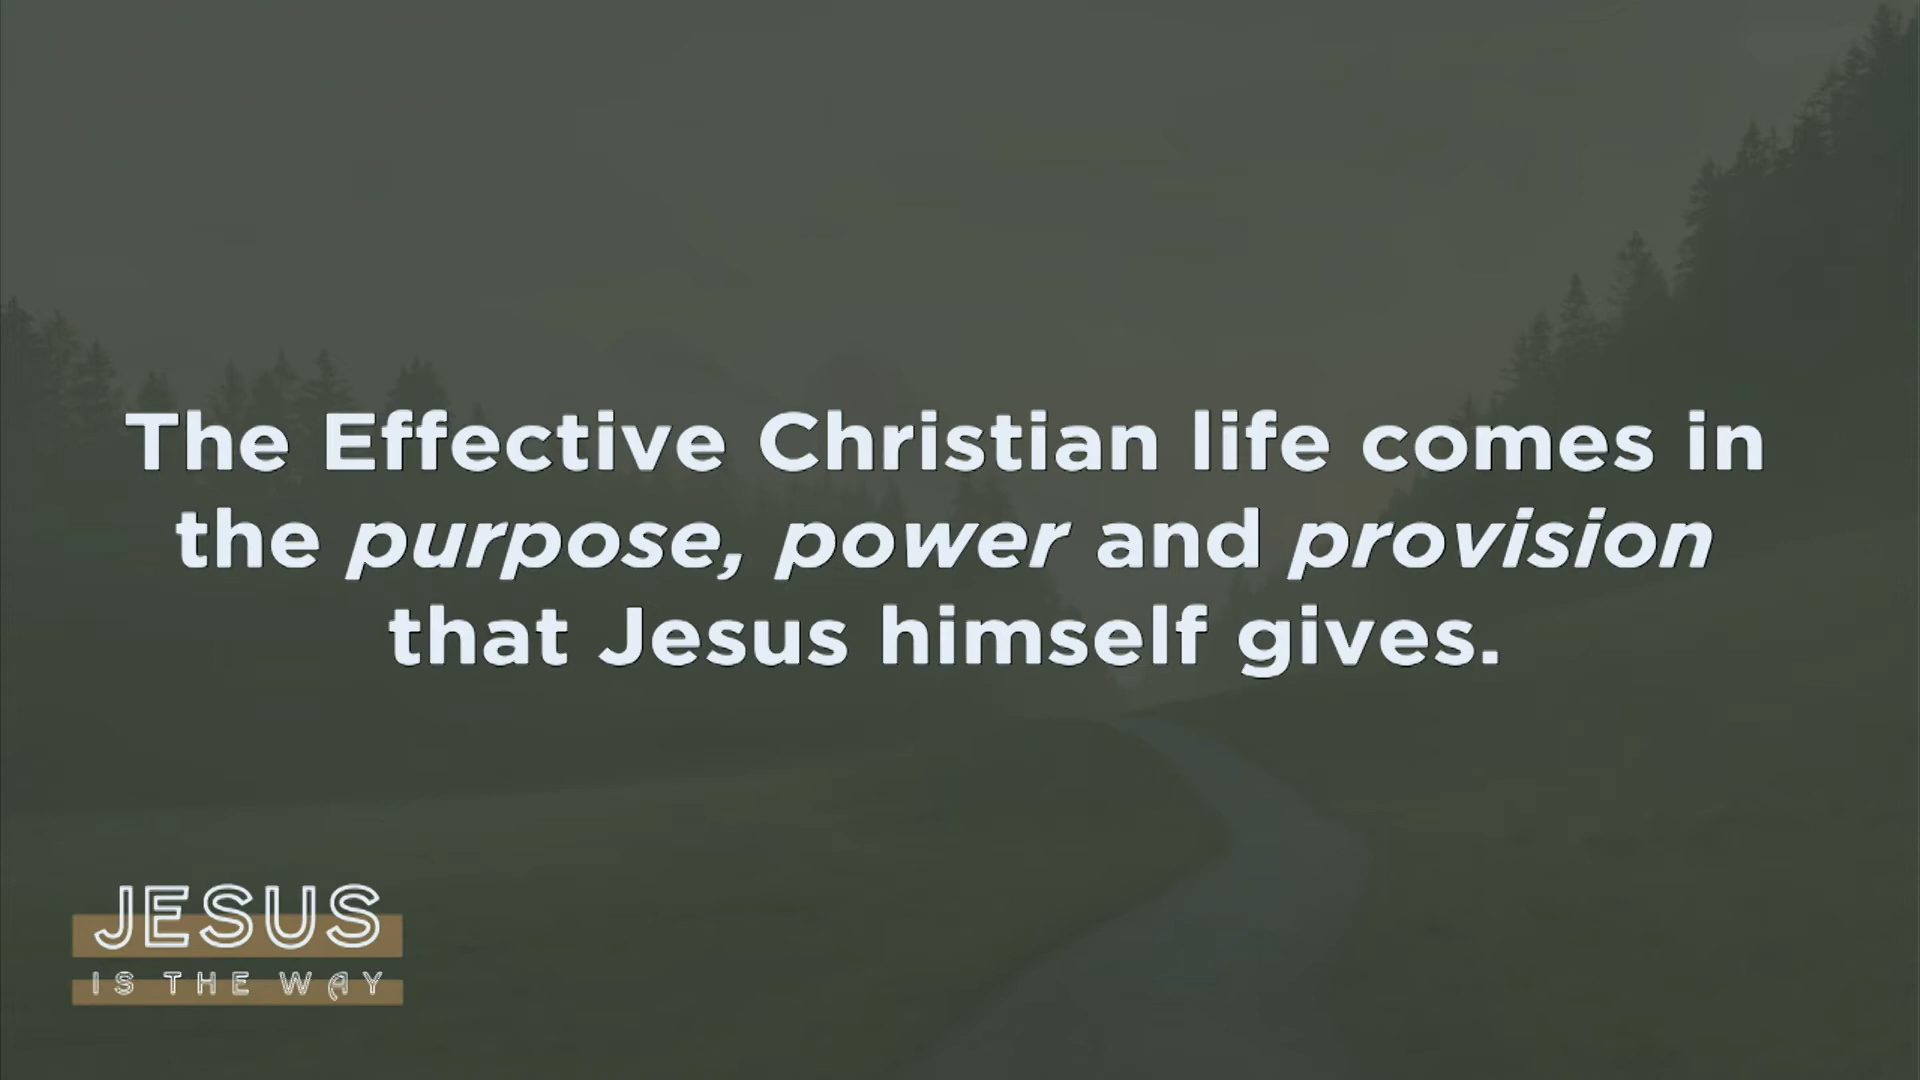 The Effective Christian life comes in
the purpose, power and provision
that Jesus himself gives.
JESUS
IS THE WAY